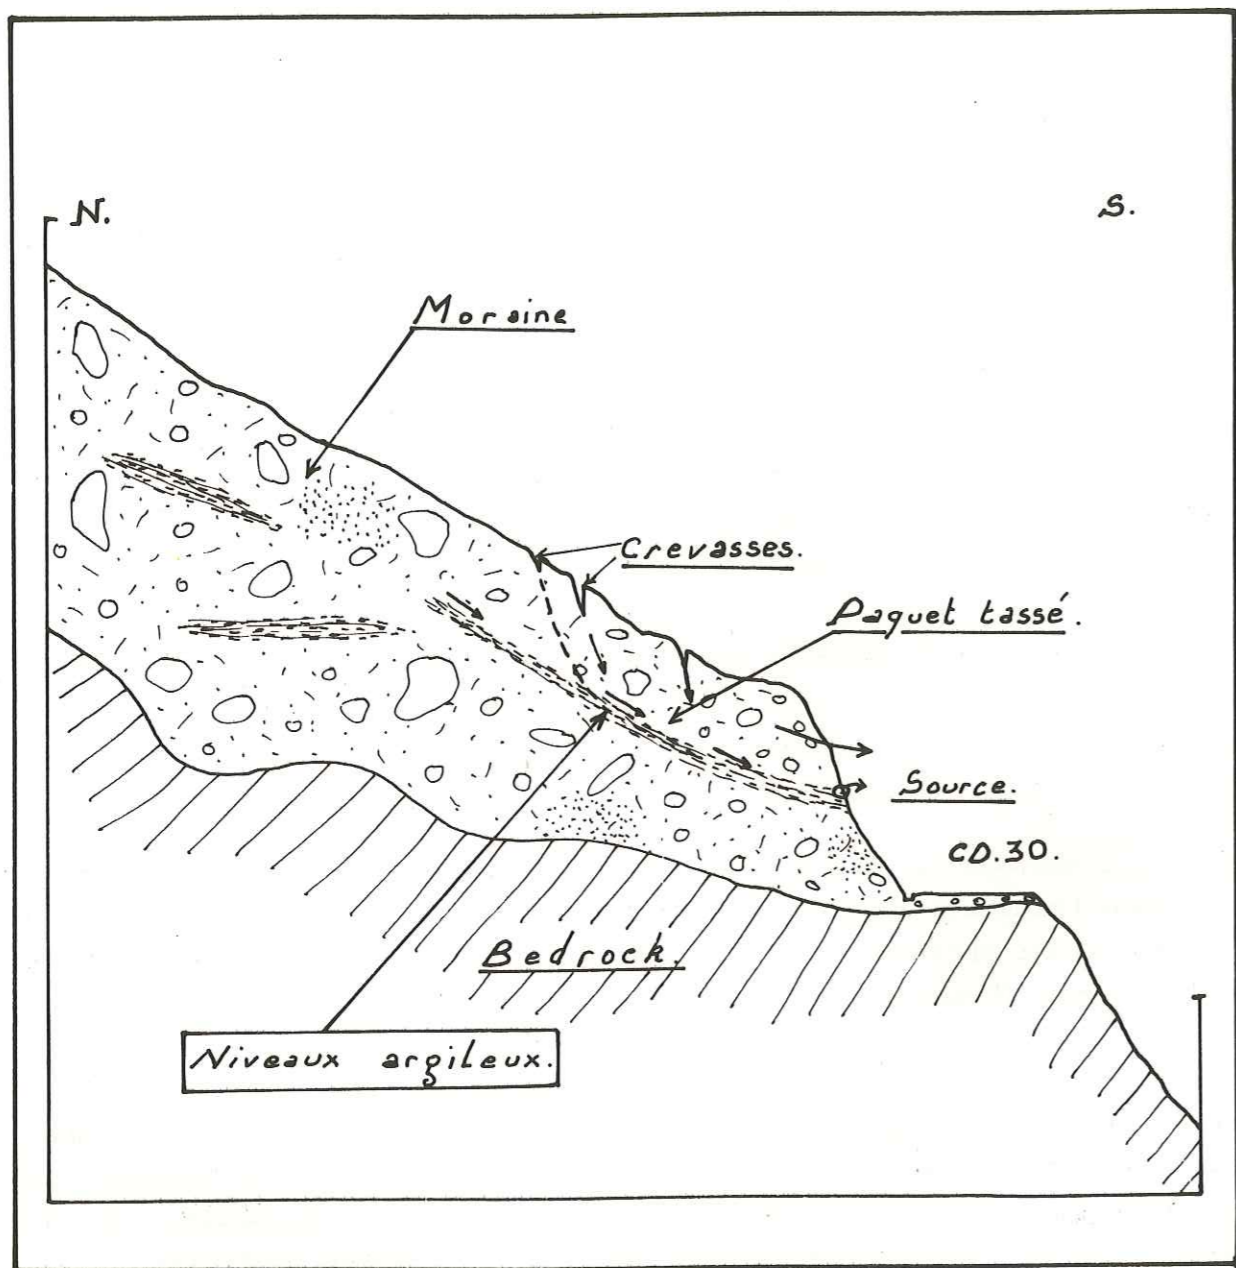 N.
S.
Moraine
Crevasses.
Paquet tassé.
Source.
CD.30.
Bedrock.
Niveaux argileux.